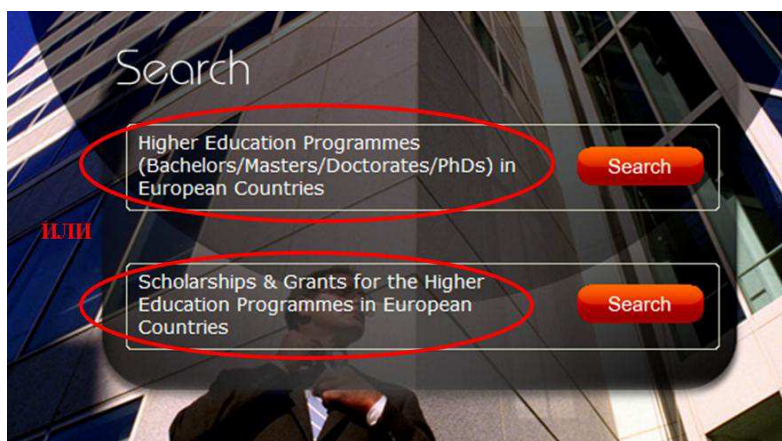 Search
Higher Education Programmes
(Bachelors/Masters/Doctorates/PhDs) in
European Countries
Search
ИЛИ
Scholarships & Grants for the Higher
Education Programmes in European
Countries
Search